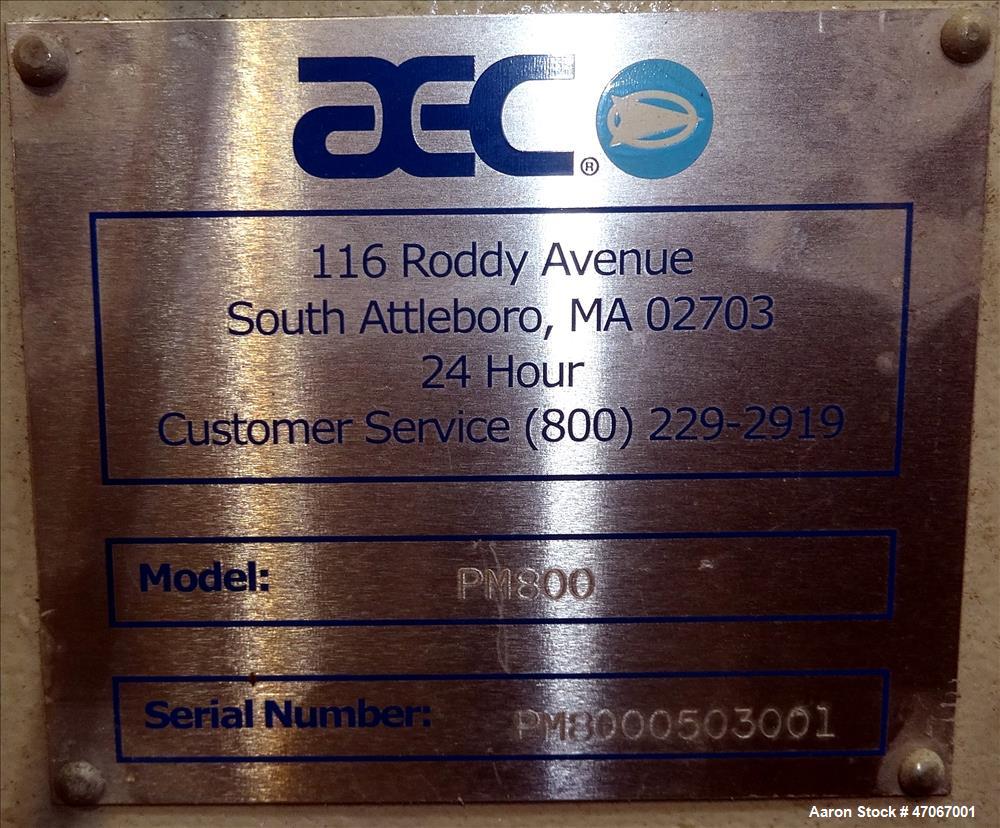 AEC®
116 Roddy Avenue
South Attleboro, MA 02703
24 Hour
Customer Service (800) 229-2919
Model: PM800
Serial Number: PM8000503001
Aaron Stock # 47067001